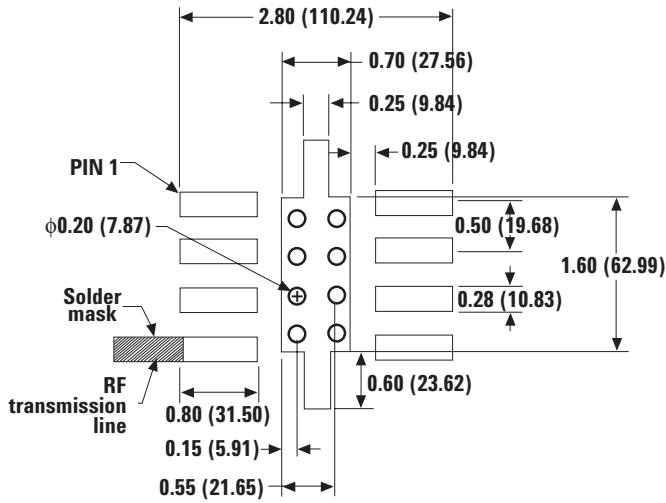 2.80 (110.24)
0.70 (27.56)
0.25 (9.84)
PIN 1
0.25 (9.84)
ϕ0.20 (7.87)
0.50 (19.68)
1.60 (62.99)
Solder
mask
0.28 (10.83)
RF
transmission
line
0.60 (23.62)
0.80 (31.50)
0.15 (5.91)
0.55 (21.65)